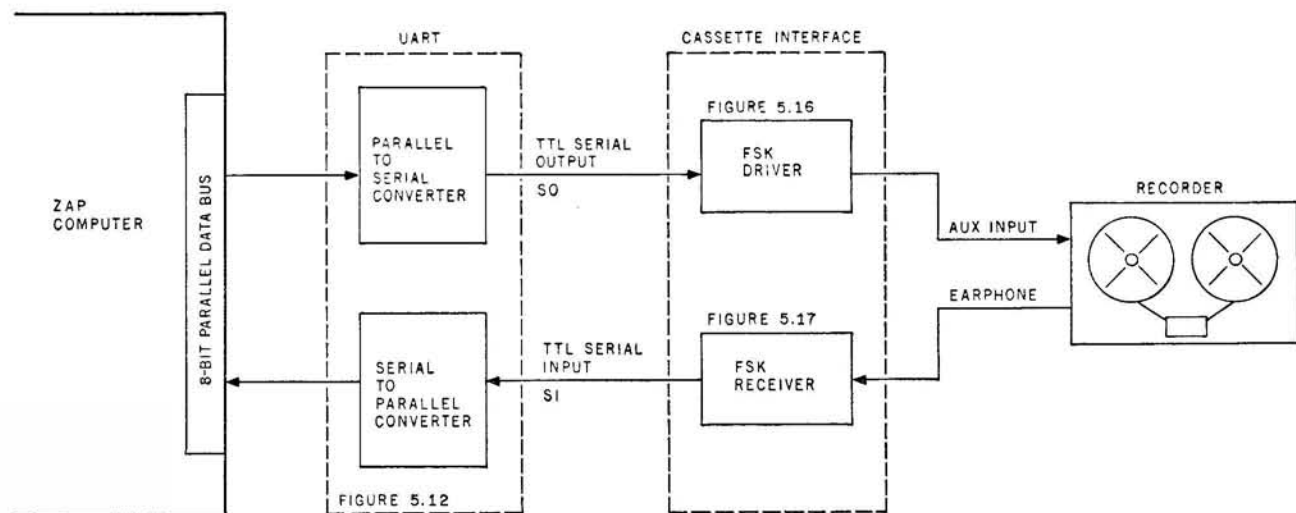 UART
CASSETTE INTERFACE
ZAP
COMPUTER
8-BIT PARALLEL DATA BUS
PARALLEL
TO
SERIAL
CONVERTER
TTL SERIAL
OUTPUT
SO
FIGURE 5.16
FSK
DRIVER
RECORDER
AUX INPUT
EARPHONE
SERIAL
TO
PARALLEL
CONVERTER
TTL SERIAL
INPUT
SI
FIGURE 5.17
FSK
RECEIVER
FIGURE 5.12